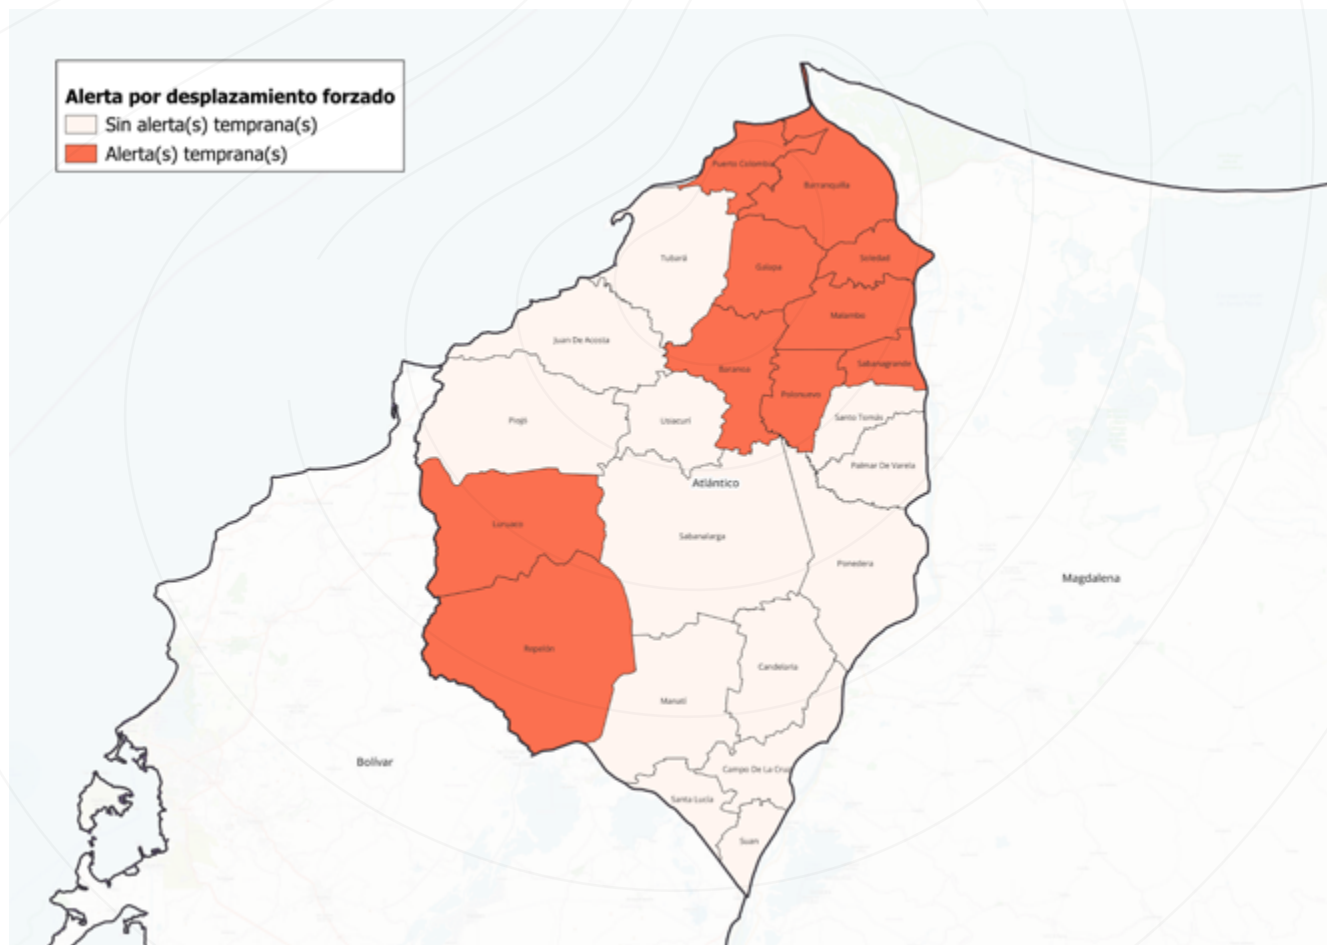 Alerta por desplazamiento forzado
Sin alerta(s) temprana(s)
Alerta(s) temprana(s)
Puerto Colombia
Barranquilla
Tubará
Galapa
Soledad
Malambo
Juan De Acosta
Baranoa
Sabanagrande
Polonuevo
Piojó
Usiacurí
Santo Tomás
Palmar De Varela
Atlántico
Luruaco
Sabanalarga
Ponedera
Magdalena
Repelón
Candelaria
Manatí
Bolívar
Campo De La Cruz
Santa Lucía
Suan